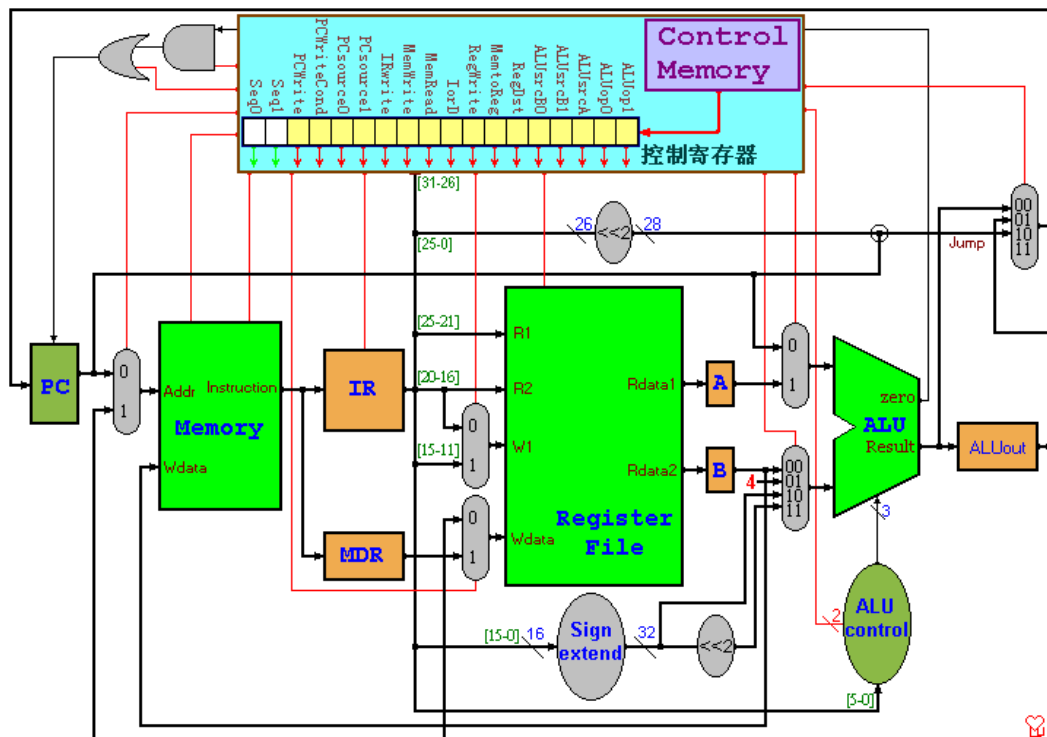 Control
Memory
Seq0
Seq1
PCWrite
PCWriteCond
PCsource0
PCsource1
IRwrite
MemWrite
MemRead
IorD
RegWrite
MemtoReg
RegDst
ALUsrcB0
ALUsrcB1
ALUsrcA
ALUop0
ALUop1
控制寄存器
[31-26]
26
<<2
28
[25-0]
Jump
00
01
10
11
PC
0
1
Addr
Instruction
Memory
Wdata
IR
MDR
[25-21]
[20-16]
[15-11]
0
1
0
1
R1
R2
W1
Wdata
Rdata1
Rdata2
Register
File
A
B
4
0
1
00
01
10
11
zero
ALU
Result
ALUout
3
ALU
control
2
[15-0]
16
Sign
extend
32
<<2
[5-0]